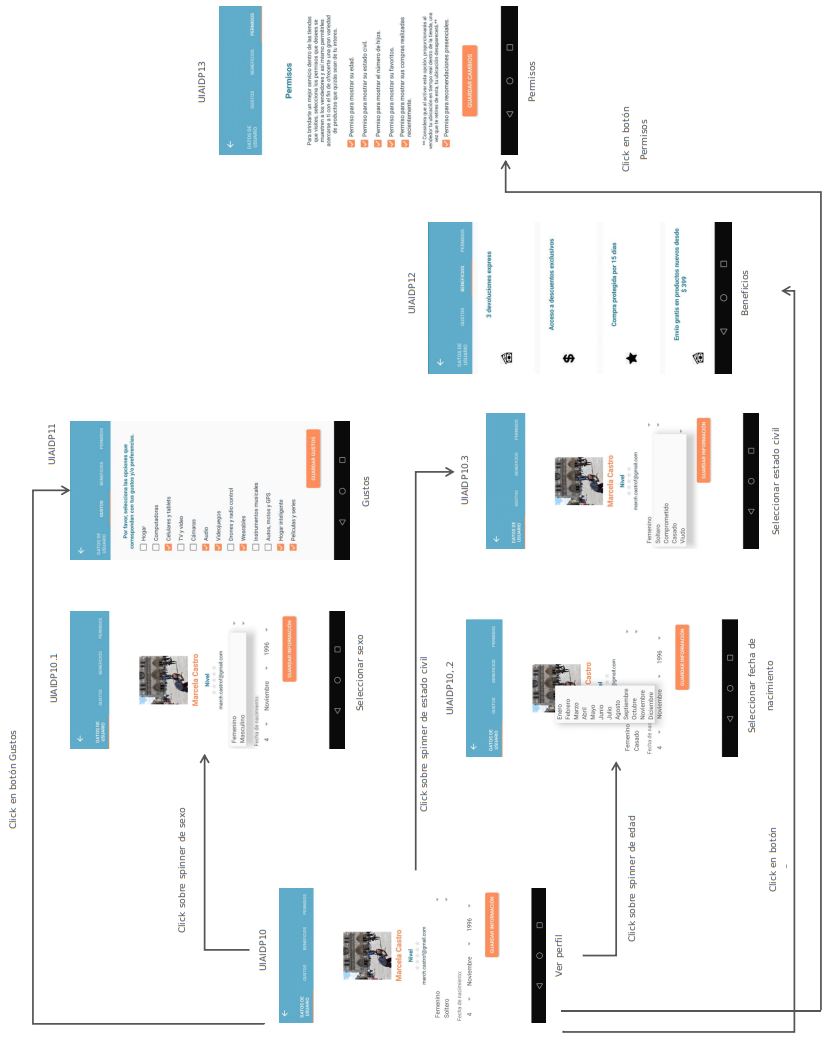 UIAIDP10
DATOS DE
USUARIO
GUSTOS
BENEFICIOS
PERMISOS
Marcela Castro
Nivel
march.castrof@gmail.com
Femenino
Soltero
Fecha de nacimiento:
4
Noviembre
1996
GUARDAR INFORMACIÓN
Ver perfil
Click en botón Gustos
Click sobre spinner de sexo
Click sobre spinner de estado civil
Click sobre spinner de edad
Click en botón
Click en botón
Permisos
UIAIDP10.1
DATOS DE
USUARIO
GUSTOS
BENEFICIOS
PERMISOS
Marcela Castro
Nivel
march.castrof@gmail.com
Femenino
Masculino
Fecha de nacimiento:
4
Noviembre
1996
GUARDAR INFORMACIÓN
Seleccionar sexo
UIAIDP10,.2
DATOS DE
USUARIO
GUSTOS
BENEFICIOS
PERMISOS
Castro
Enero
Febrero
Marzo
Abril
Mayo
Junio
Julio
Agosto
Septiembre
Octubre
Noviembre
Diciembre
@gmail.com
Femenino
Casado
Fecha de nac
4
Noviembre
1996
GUARDAR INFORMACIÓN
Seleccionar fecha de
nacimiento
UIAIDP11
DATOS DE
USUARIO
GUSTOS
BENEFICIOS
PERMISOS
Por favor, selecciona las opciones que
correspondan con tus gustos y/o preferencias.
Hogar
Computadoras
Celulares y tablets
TV y video
Cámaras
Audio
Videojuegos
Drones y radio control
Wearables
Instrumentos musicales
Autos, motos y GPS
Hogar inteligente
Películas y series
GUARDAR GUSTOS
Gustos
UIAIDP10.3
DATOS DE
USUARIO
GUSTOS
BENEFICIOS
PERMISOS
Marcela Castro
Nivel
march.castrof@gmail.com
Femenino
Soltero
Comprometido
Casado
Viudo
GUARDAR INFORMACIÓN
Seleccionar estado civil
UIAIDP12
DATOS DE
USUARIO
GUSTOS
BENEFICIOS
PERMISOS
3 devoluciones express
Acceso a descuentos exclusivos
Compra protegida por 15 días
Envío gratis en productos nuevos desde
$ 399
Beneficios
UIAIDP13
DATOS DE
USUARIO
GUSTOS
BENEFICIOS
PERMISOS
Permisos
Para brindarte un mejor servicio dentro de las tiendas
que visites, selecciona los permisos que desees se
muestren a los vendedores y así mismo permitirles
acercarse a ti con el fin de ofrecerte una gran variedad
de productos que quizás sean de tu interes.
Permiso para mostrar su edad.
Permiso para mostrar su estado civil.
Permiso para mostrar el número de hijos.
Permiso para mostrar su favoritos.
Permiso para mostrar sus compras realizadas
recientemente.
** Considera que al activar esta opción, proporcionarás al
vendedor tu ubicación en tiempo real dentro de la tienda, una
vez que te retires de esta, tu ubicación desaparecerá.**
Permiso para recomendaciones presenciales.
GUARDAR CAMBIOS
Permisos